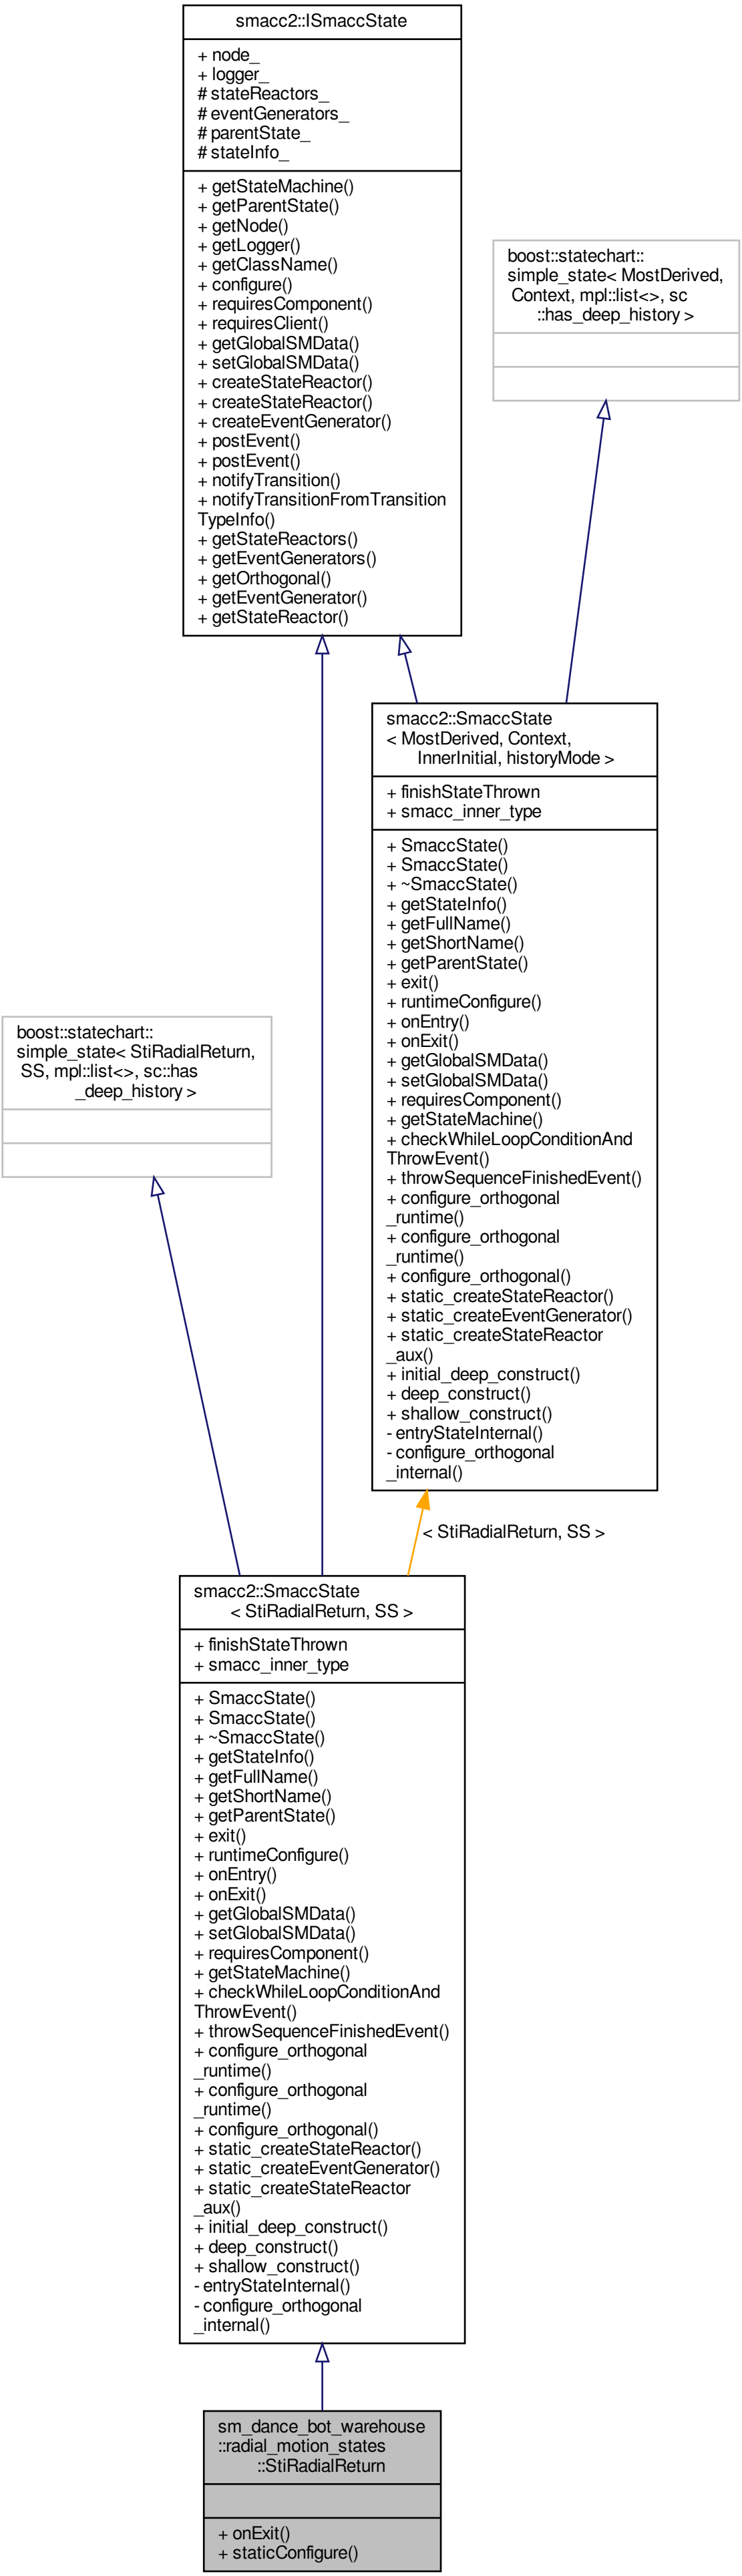 smacc2::ISmaccState
+ node_
+ logger_
# stateReactors_
# eventGenerators_
# parentState_
# stateInfo_
+ getStateMachine()
+ getParentState()
+ getNode()
+ getLogger()
+ getClassName()
+ configure()
+ requiresComponent()
+ requiresClient()
+ getGlobalSMData()
+ setGlobalSMData()
+ createStateReactor()
+ createStateReactor()
+ createEventGenerator()
+ postEvent()
+ postEvent()
+ notifyTransition()
+ notifyTransitionFromTransition
TypeInfo()
+ getStateReactors()
+ getEventGenerators()
+ getOrthogonal()
+ getEventGenerator()
+ getStateReactor()
boost::statechart::
simple_state< MostDerived,
Context, mpl::list<>, sc
::has_deep_history >
smacc2::SmaccState
< MostDerived, Context,
InnerInitial, historyMode >
+ finishStateThrown
+ smacc_inner_type
+ SmaccState()
+ SmaccState()
+ ~SmaccState()
+ getStateInfo()
+ getFullName()
+ getShortName()
+ getParentState()
+ exit()
+ runtimeConfigure()
+ onEntry()
+ onExit()
+ getGlobalSMData()
+ setGlobalSMData()
+ requiresComponent()
+ getStateMachine()
+ checkWhileLoopConditionAnd
ThrowEvent()
+ throwSequenceFinishedEvent()
+ configure_orthogonal
_runtime()
+ configure_orthogonal
_runtime()
+ configure_orthogonal()
+ static_createStateReactor()
+ static_createEventGenerator()
+ static_createStateReactor
_aux()
+ initial_deep_construct()
+ deep_construct()
+ shallow_construct()
- entryStateInternal()
- configure_orthogonal
_internal()
boost::statechart::
simple_state< StiRadialReturn,
SS, mpl::list<>, sc::has
_deep_history >
< StiRadialReturn, SS >
smacc2::SmaccState
< StiRadialReturn, SS >
+ finishStateThrown
+ smacc_inner_type
+ SmaccState()
+ SmaccState()
+ ~SmaccState()
+ getStateInfo()
+ getFullName()
+ getShortName()
+ getParentState()
+ exit()
+ runtimeConfigure()
+ onEntry()
+ onExit()
+ getGlobalSMData()
+ setGlobalSMData()
+ requiresComponent()
+ getStateMachine()
+ checkWhileLoopConditionAnd
ThrowEvent()
+ throwSequenceFinishedEvent()
+ configure_orthogonal
_runtime()
+ configure_orthogonal
_runtime()
+ configure_orthogonal()
+ static_createStateReactor()
+ static_createEventGenerator()
+ static_createStateReactor
_aux()
+ initial_deep_construct()
+ deep_construct()
+ shallow_construct()
- entryStateInternal()
- configure_orthogonal
_internal()
sm_dance_bot_warehouse
::radial_motion_states
::StiRadialReturn
+ onExit()
+ staticConfigure()